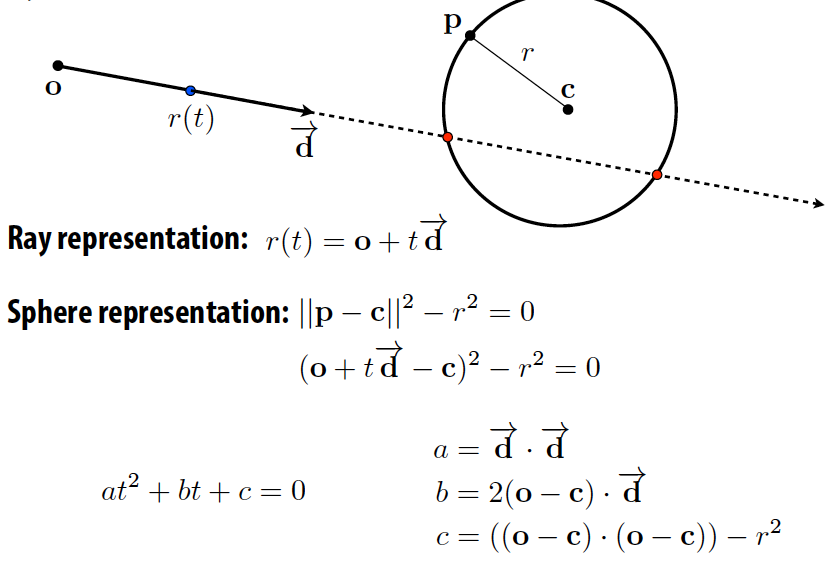 p
r
c
o
r(t)
d⃗
Ray representation: r(t) = o + t d⃗
Sphere representation: ||p − c||² − r² = 0
(o + t d⃗ − c)² − r² = 0
a = d⃗ · d⃗
at² + bt + c = 0
b = 2(o − c) · d⃗
c = ((o − c) · (o − c)) − r²